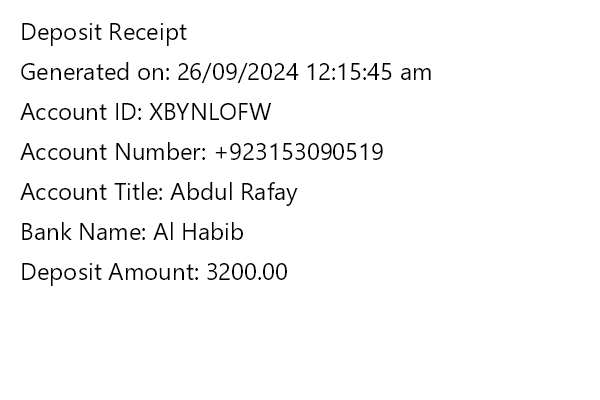 Deposit Receipt
Generated on: 26/09/2024 12:15:45 am
Account ID: XBYNLOFW
Account Number: +923153090519
Account Title: Abdul Rafay
Bank Name: Al Habib
Deposit Amount: 3200.00